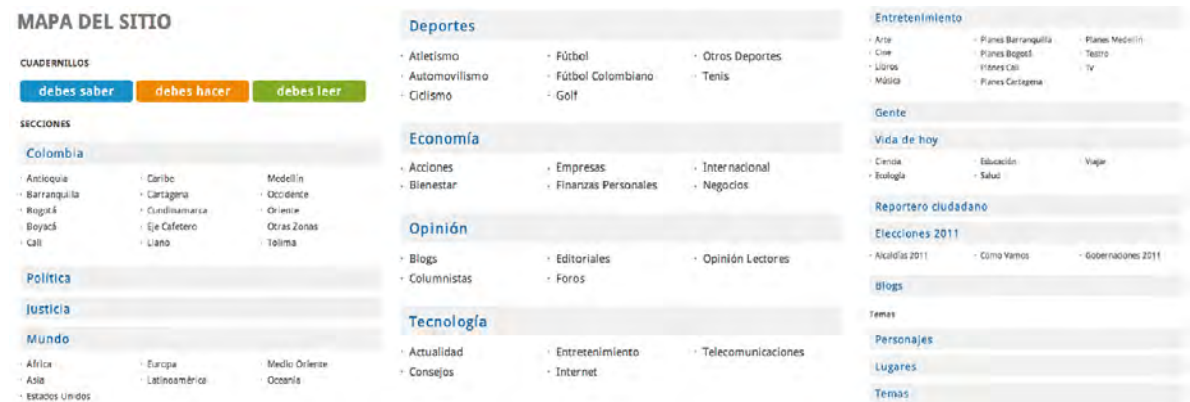 MAPA DEL SITIO
CUADERNILLOS
debes saber debes hacer debes leer
SECCIONES
Colombia
· Antioquia · Caribe Medellín
· Barranquilla · Cartagena · Occidente
· Bogotá · Cundinamarca · Oriente
· Boyacá · Eje Cafetero Otras Zonas
· Cali · Llano · Tolima
Política
Justicia
Mundo
· Africa · Europa · Medio Oriente
· Asia · Latinoamérica · Oceanía
· Estados Unidos
Deportes
· Atletismo · Fútbol · Otros Deportes
· Automovilismo · Fútbol Colombiano · Tenis
· Ciclismo · Golf
Economía
· Acciones · Empresas · Internacional
· Bienestar · Finanzas Personales · Negocios
Opinión
· Blogs · Editoriales · Opinión Lectores
· Columnistas · Foros
Tecnología
· Actualidad · Entretenimiento · Telecomunicaciones
· Consejos · Internet
Entretenimiento
· Arte · Planes Barranquilla · Planes Medellín
· Cine · Planes Bogotá · Teatro
· Libros · Planes Cali · TV
· Música · Planes Cartagena
Gente
Vida de hoy
· Ciencia · Educación · Viajar
· Ecología · Salud
Reportero ciudadano
Elecciones 2011
· Alcaldías 2011 · Cómo Vamos · Gobernaciones 2011
Blogs
Temas
Personajes
Lugares
Temas